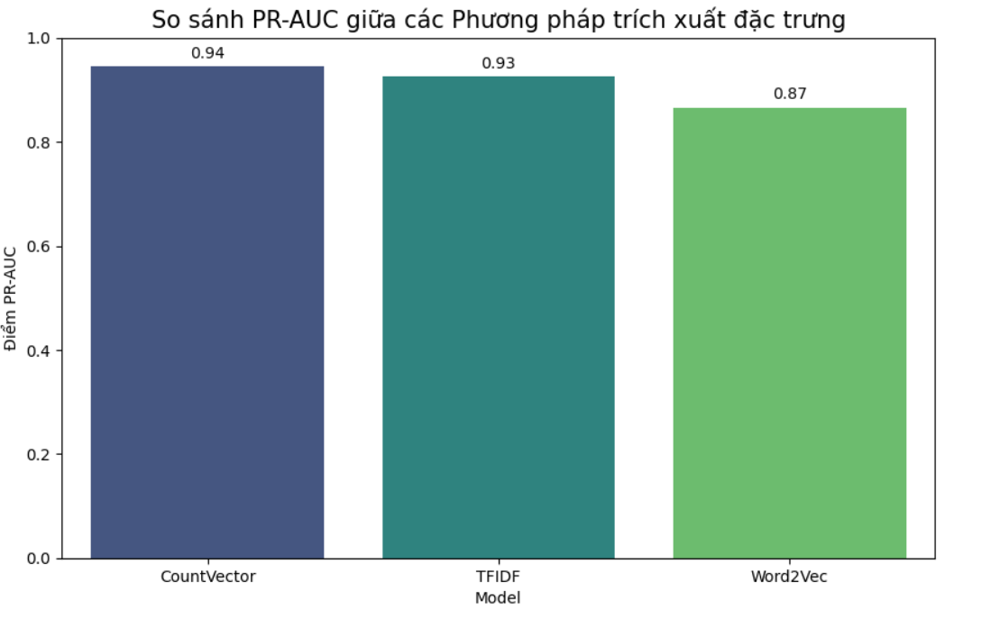 So sánh PR-AUC giữa các Phương pháp trích xuất đặc trưng
1.0
0.94
0.93
0.87
0.8
0.6
Điểm PR-AUC
0.4
0.2
0.0
CountVector
TFIDF
Word2Vec
Model